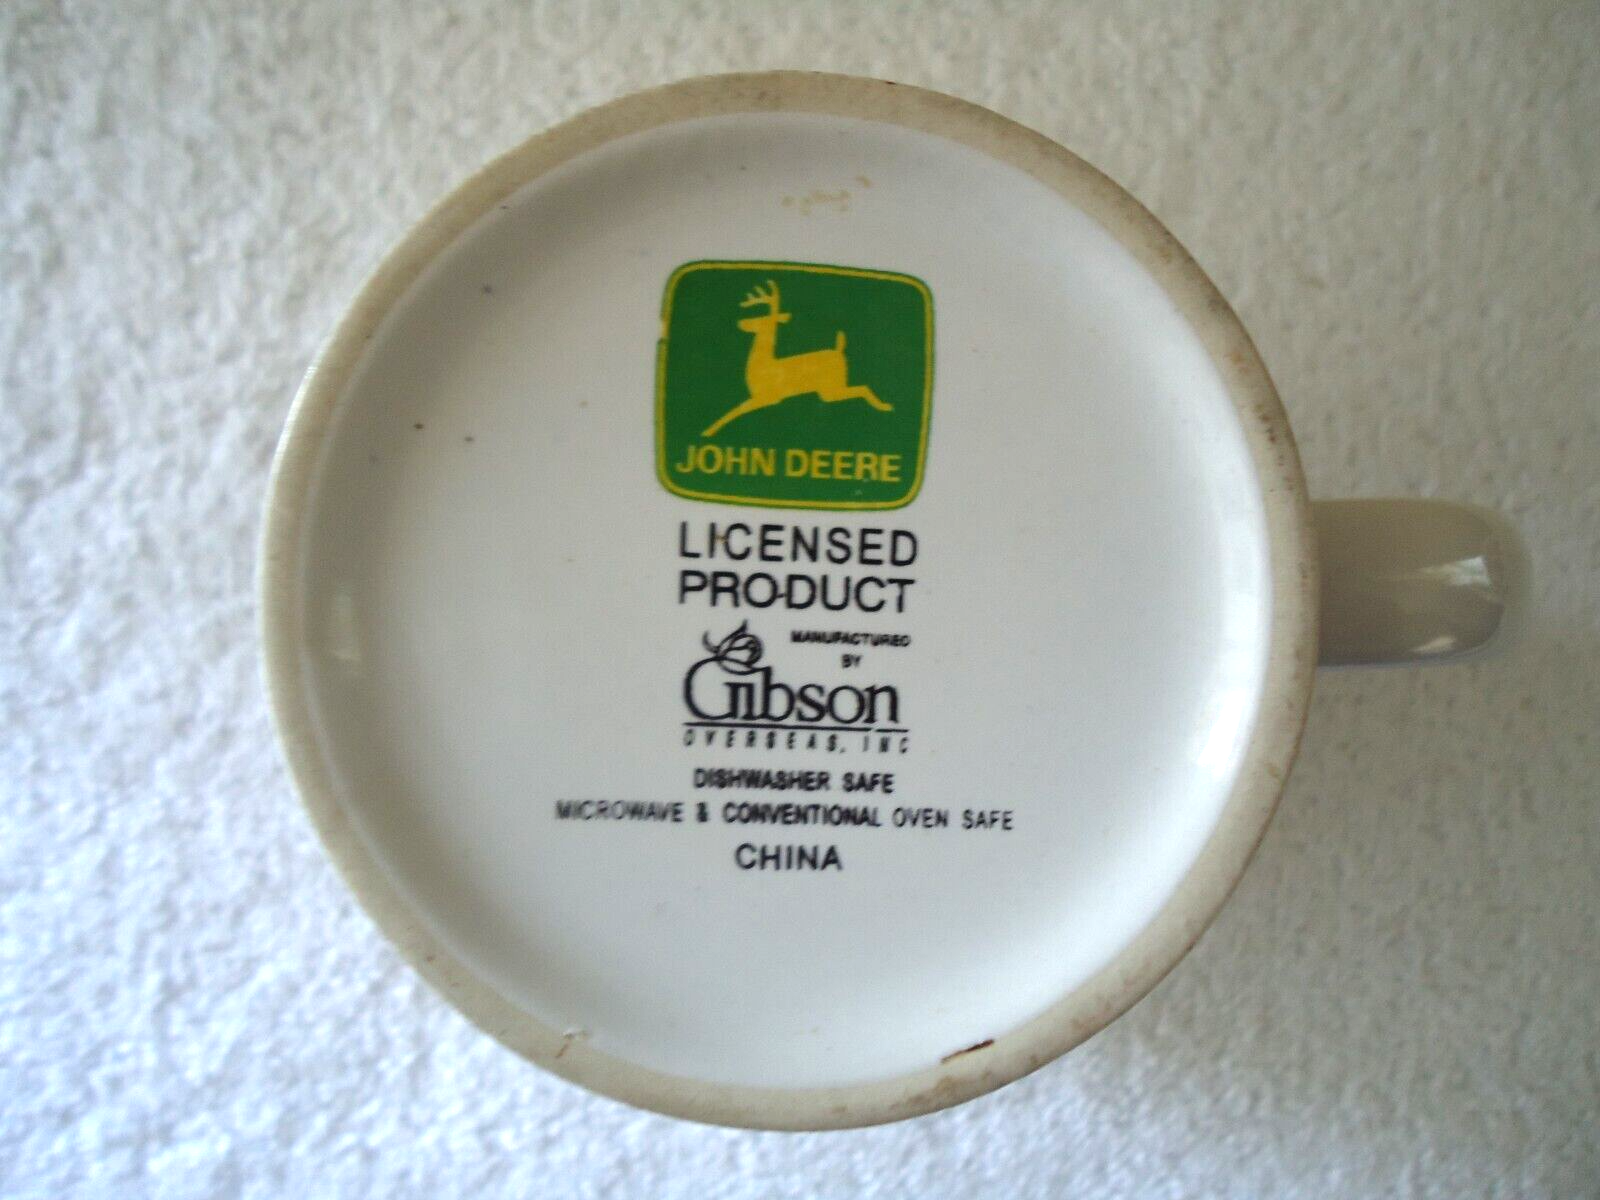 JOHN DEERE
LICENSED
PRODUCT
MANUFACTURED
BY
Gibson
OVERSEAS, INC
DISHWASHER SAFE
MICROWAVE & CONVENTIONAL OVEN SAFE
CHINA